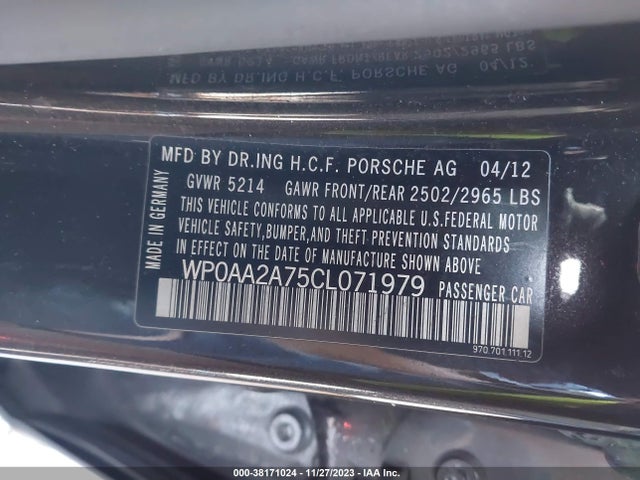 MFD BY DR.ING H.C.F. PORSCHE AG 04/12
GVWR 5214 GAWR FRONT/REAR 2502/2965 LBS
THIS VEHICLE CONFORMS TO ALL APPLICABLE U.S.FEDERAL MOTOR
VEHICLE SAFETY,BUMPER,AND THEFT PREVENTION STANDARDS
IN EFFECT ON THE DATE OF MANUFACTURE SHOWN ABOVE.
WP0AA2A75CL071979 PASSENGER CAR
MADE IN GERMANY
970.701.111.12
000-38171024 - 11/27/2023 - IAA Inc.